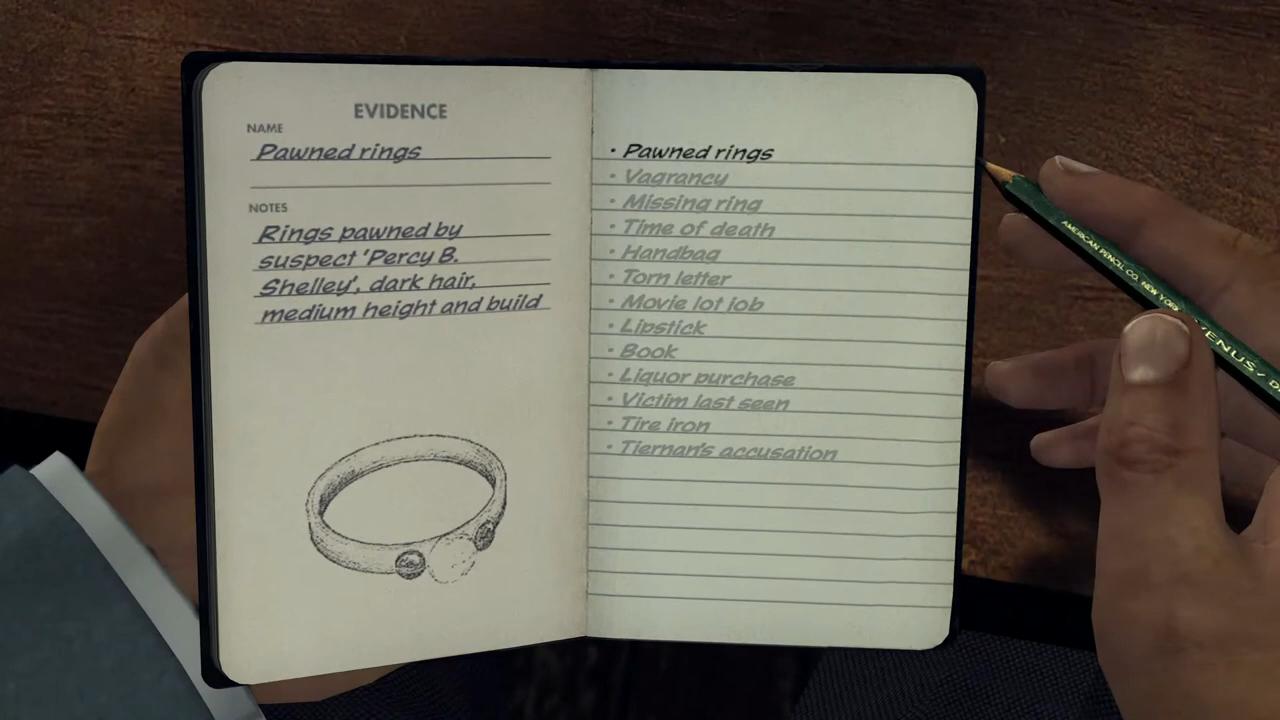 EVIDENCE
NAME
Pawned rings
NOTES
Rings pawned by
suspect 'Percy B.
Shelley', dark hair,
medium height and build
• Pawned rings
• Vagrancy
• Missing ring
• Time of death
• Handbag
• Torn letter
• Movie lot job
• Lipstick
• Book
• Liquor purchase
• Victim last seen
• Tire iron
• Tiernan's accusation
AMERICAN PENCIL CO. NEW YORK
VENUS